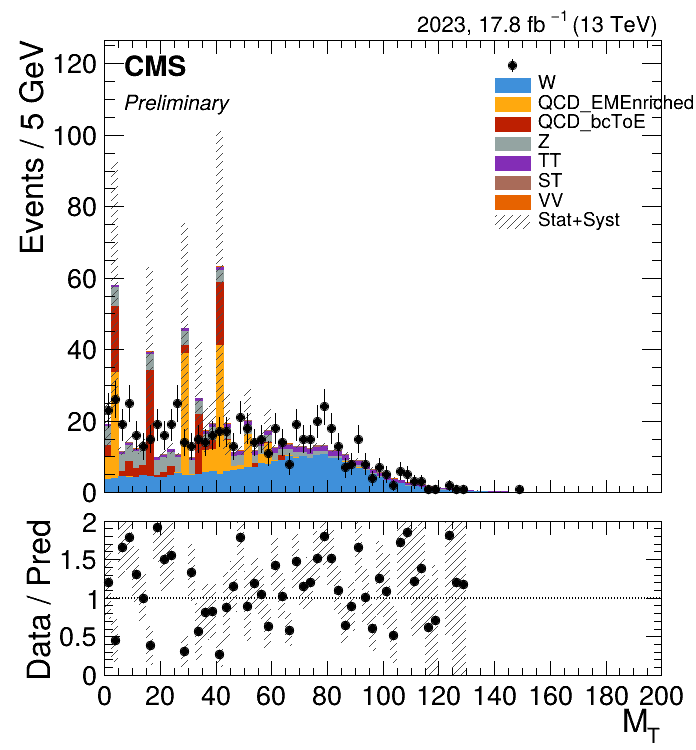 2023, 17.8 fb⁻¹ (13 TeV)
Events / 5 GeV
120
100
80
60
40
20
0
CMS
Preliminary
W
QCD_EMEnriched
QCD_bcToE
Z
TT
ST
VV
Stat+Syst
Data / Pred
2
1.5
1
0.5
0
0 20 40 60 80 100 120 140 160 180 200
M_T